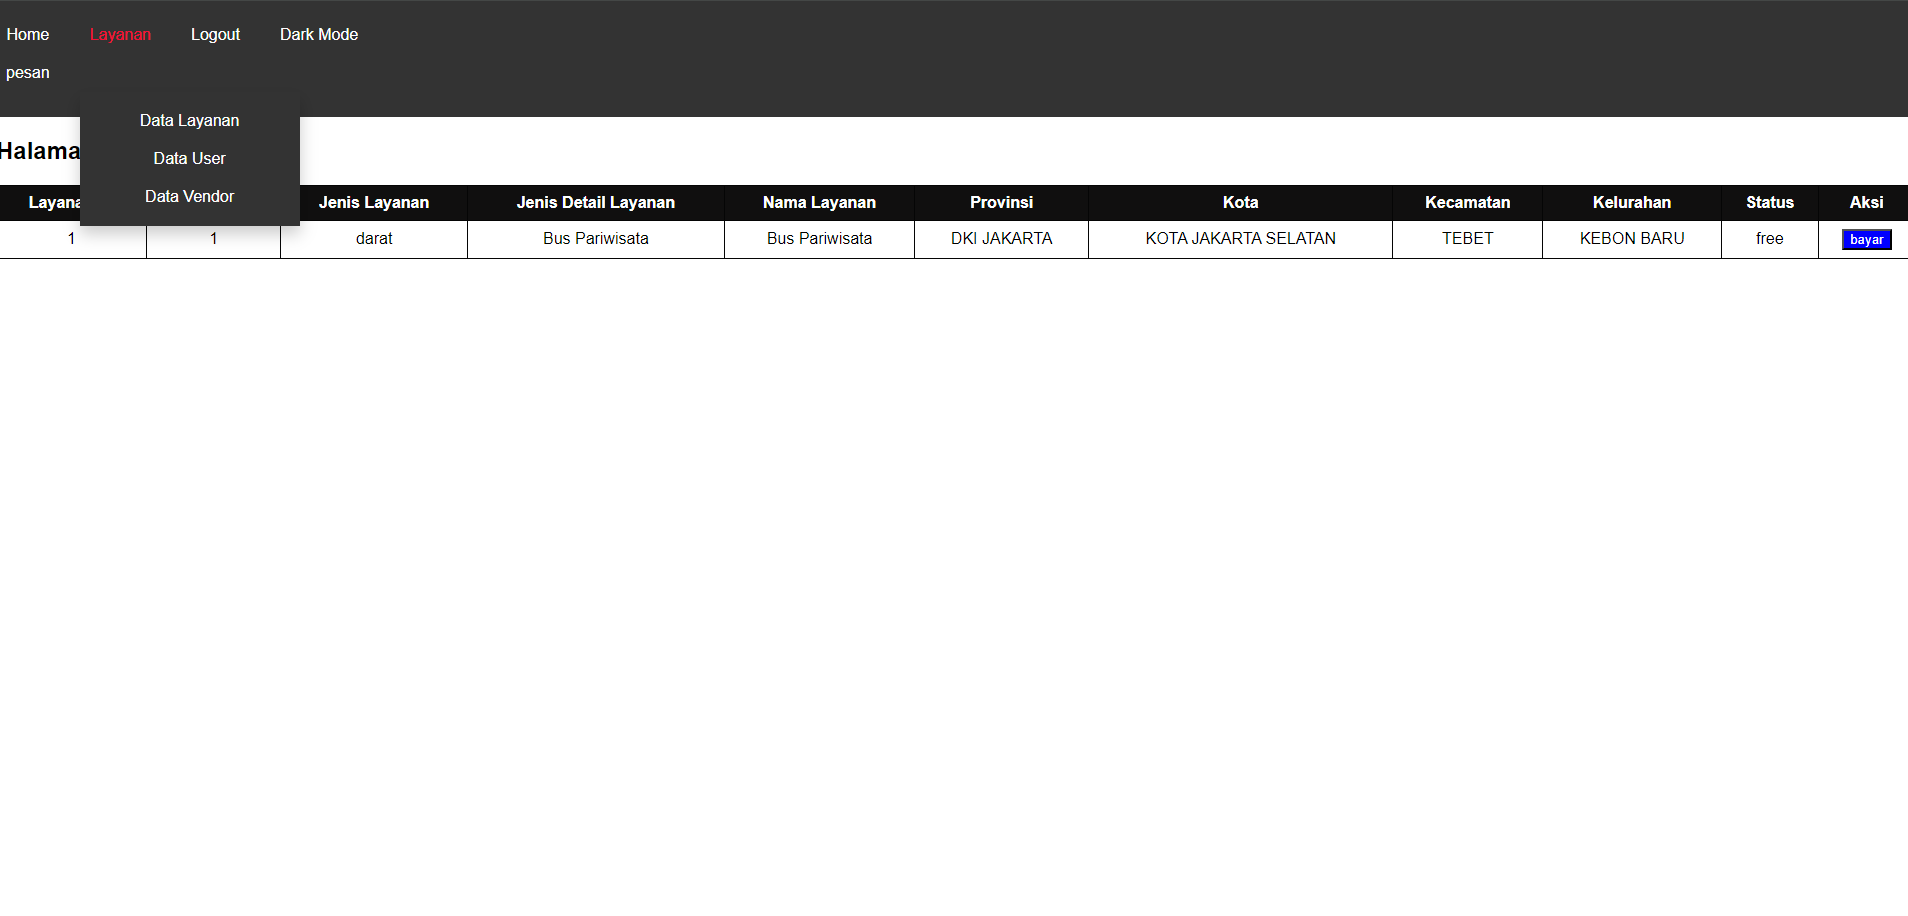 Home Layanan Logout Dark Mode
pesan
Data Layanan
Data User
Data Vendor
Jenis Layanan Jenis Detail Layanan Nama Layanan Provinsi Kota Kecamatan Kelurahan Status Aksi
1 1 darat Bus Pariwisata Bus Pariwisata DKI JAKARTA KOTA JAKARTA SELATAN TEBET KEBON BARU free bayar